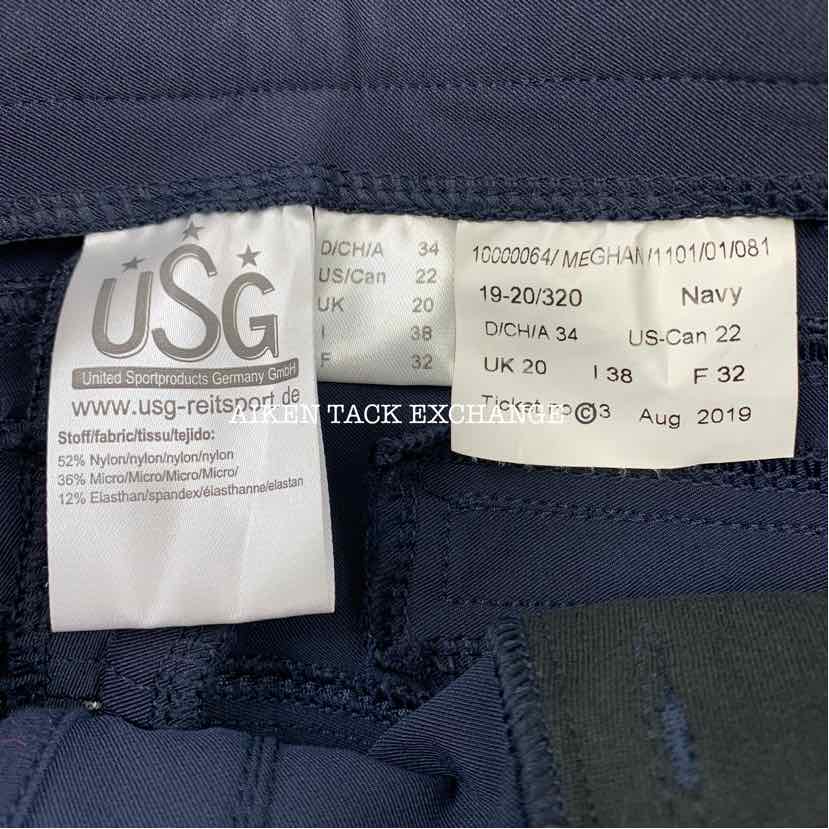 USG
United Sportproducts Germany GmbH
www.usg-reitsport.de
Stoff/fabric/tissu/tejido:
52% Nylon/nylon/nylon/nylon
36% Micro/Micro/Micro/Micro/
12% Elasthan/spandex/élasthanne/elastan
D/CH/A 34
US/Can 22
UK 20
I 38
F 32
10000064/ MEGHAN/1101/01/081
19-20/320 Navy
D/CH/A 34 US-Can 22
UK 20 I 38 F 32
Ticket no ©3 Aug 2019
AIKEN TACK EXCHANGE